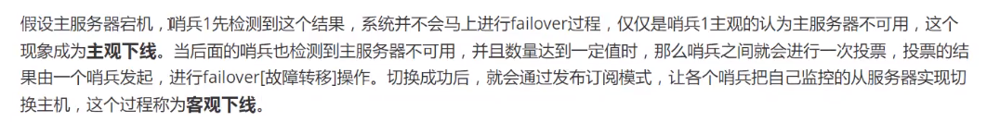 假设主服务器宕机，哨兵1先检测到这个结果，系统并不会马上进行failover过程，仅仅是哨兵1主观的认为主服务器不可用，这个
现象成为主观下线。当后面的哨兵也检测到主服务器不可用，并且数量达到一定值时，那么哨兵之间就会进行一次投票，投票的结
果由一个哨兵发起，进行failover[故障转移]操作。切换成功后，就会通过发布订阅模式，让各个哨兵把自己监控的从服务器实现切
换主机，这个过程称为客观下线。